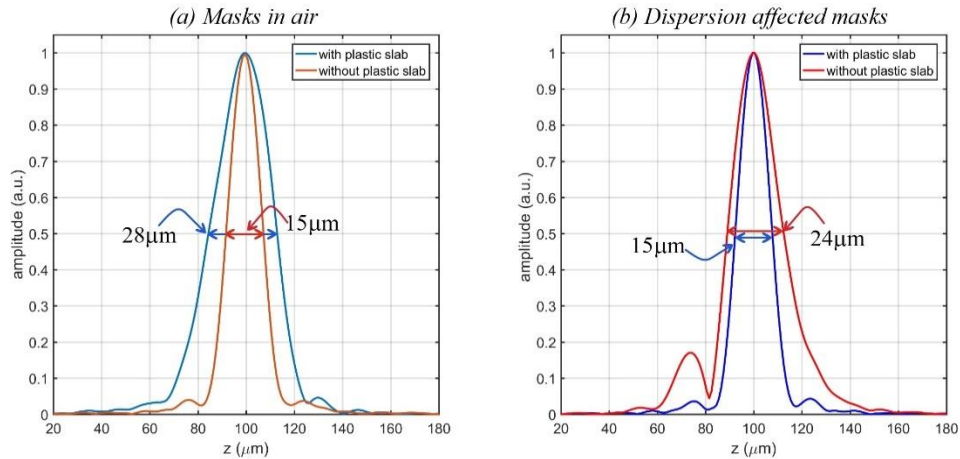 (a) Masks in air
with plastic slab
without plastic slab
amplitude (a.u.)
1
0.9
0.8
0.7
0.6
0.5
0.4
0.3
0.2
0.1
0
28μm
15μm
20 40 60 80 100 120 140 160 180
z (μm)
(b) Dispersion affected masks
with plastic slab
without plastic slab
amplitude (a.u.)
1
0.9
0.8
0.7
0.6
0.5
0.4
0.3
0.2
0.1
0
15μm
24μm
20 40 60 80 100 120 140 160 180
z (μm)